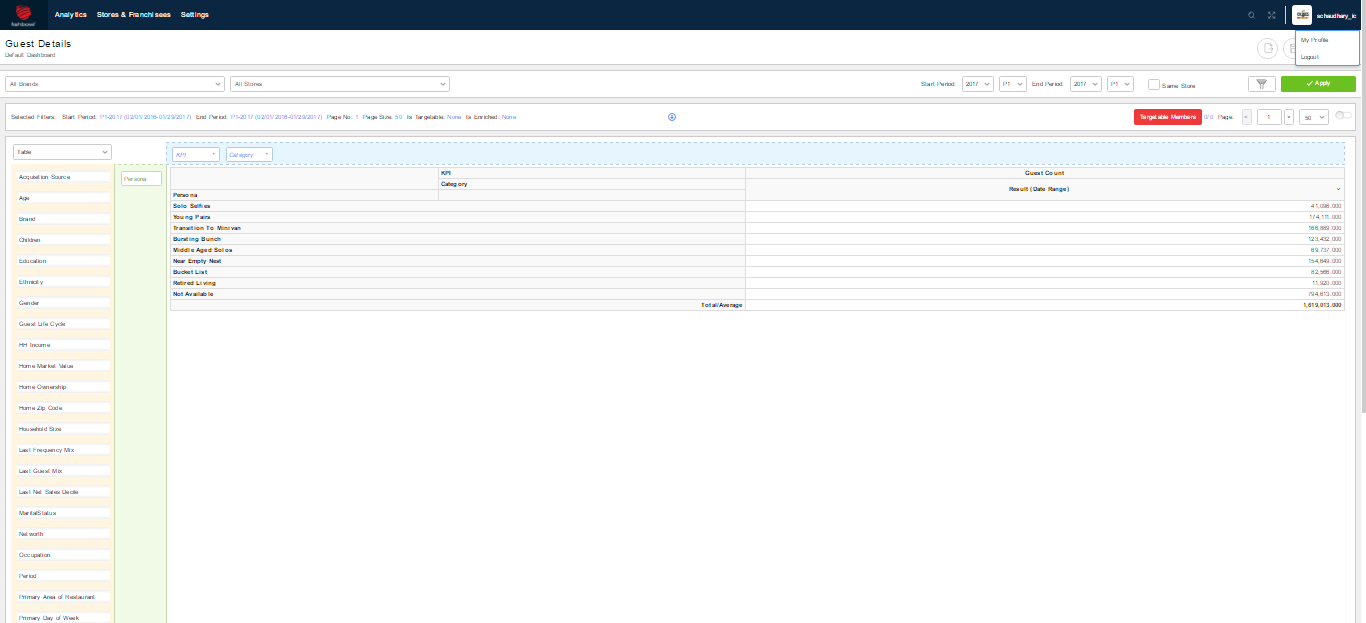 fishbowl
Analytics Stores & Franchisees Settings
schaudhary_ic
My Profile
Logout
Guest Details
Default Dashboard
All Brands All Stores Start Period: 2017 P1 End Period: 2017 P1 Same Store Apply
Selected Filters: Start Period: P1-2017 (02/01/2016-01/29/2017) End Period: P1-2017 (02/01/2016-01/29/2017) Page No: 1 Page Size: 50 Is Targetable: None Is Enriched: None Targetable Members 0/0 Page: < 1 > 50
Table
KPI Category
Persona
Acquisition Source
Age
Brand
Children
Education
Ethnicity
Gender
Guest Life Cycle
HH Income
Home Market Value
Home Ownership
Home Zip Code
Household Size
Last Frequency Mix
Last Guest Mix
Last Net Sales Decile
MaritalStatus
Networth
Occupation
Period
Primary Area of Restaurant
Primary Day of Week
KPI Guest Count
Category Result (Date Range)
Persona
Solo Selfies 41,098.000
Young Pairs 174,111.000
Transition To Minivan 166,889.000
Bursting Bunch 123,432.000
Middle Aged Solos 69,737.000
Near Empty Nest 154,649.000
Bucket List 82,566.000
Retired Living 11,920.000
Not Available 794,613.000
Total/Average 1,619,013.000